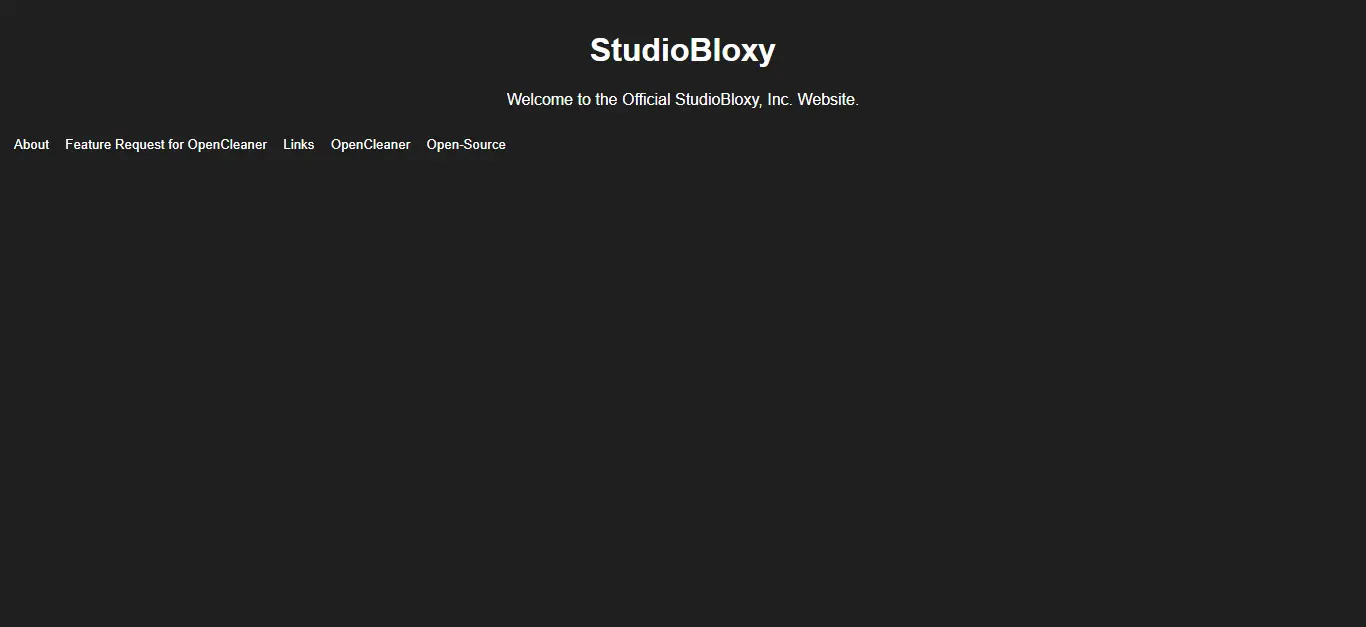 StudioBloxy
Welcome to the Official StudioBloxy, Inc. Website.
About Feature Request for OpenCleaner Links OpenCleaner Open-Source